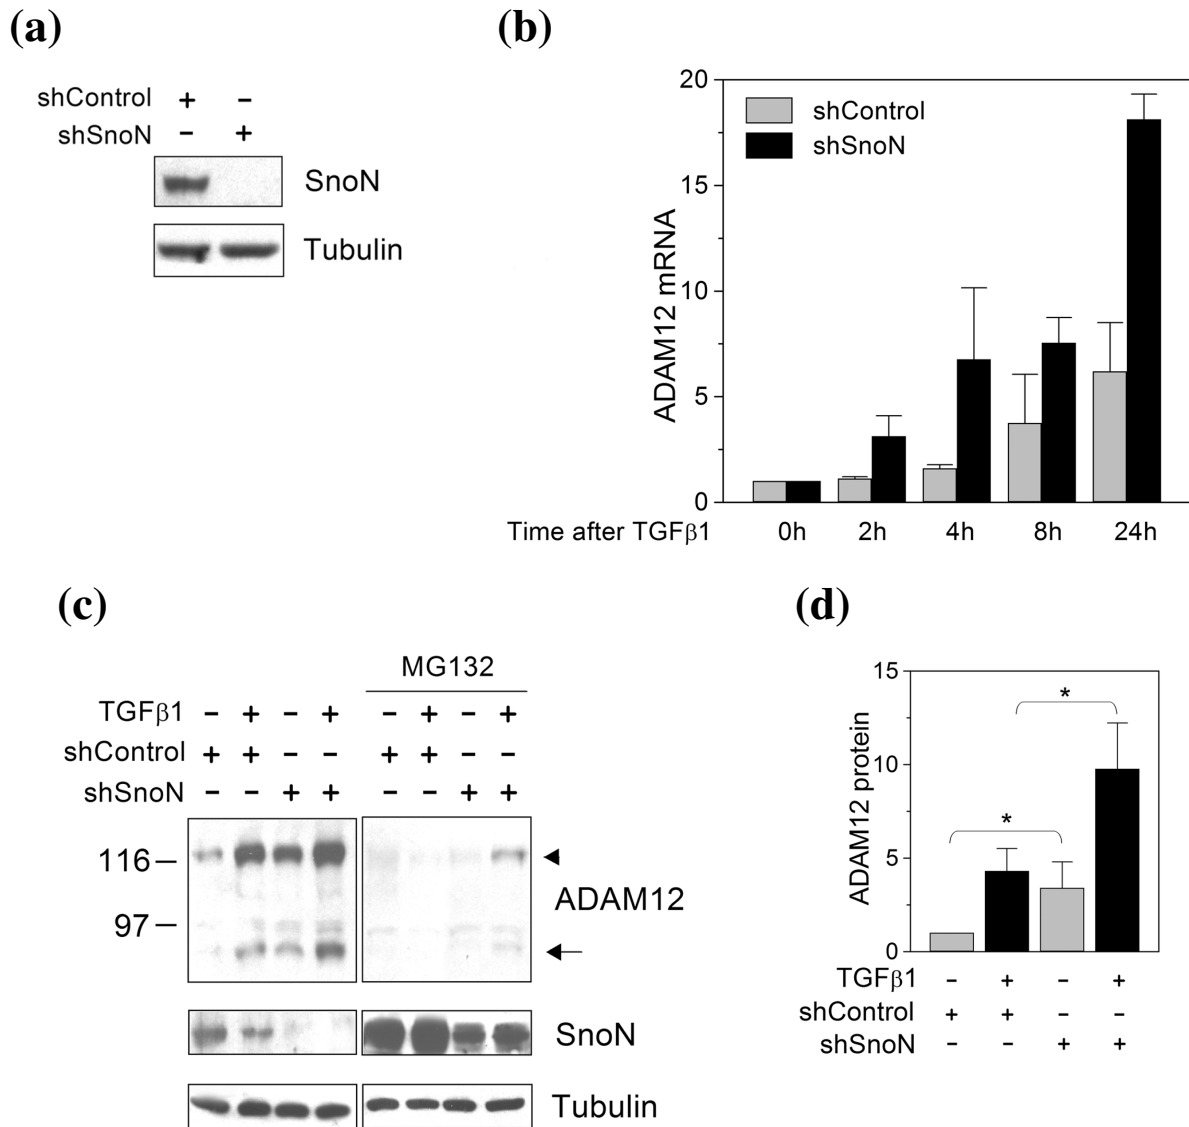 (a)
shControl + −
shSnoN − +
SnoN
Tubulin
(b)
20
15
10
5
0
ADAM12 mRNA
shControl
shSnoN
Time after TGFβ1 0h 2h 4h 8h 24h
(c)
MG132
TGFβ1 − + − + − + − +
shControl + + − − + + − −
shSnoN − − + + − − + +
116
97
ADAM12
SnoN
Tubulin
(d)
15
10
5
0
ADAM12 protein
* 
*
TGFβ1 − + − +
shControl + + − −
shSnoN − − + +